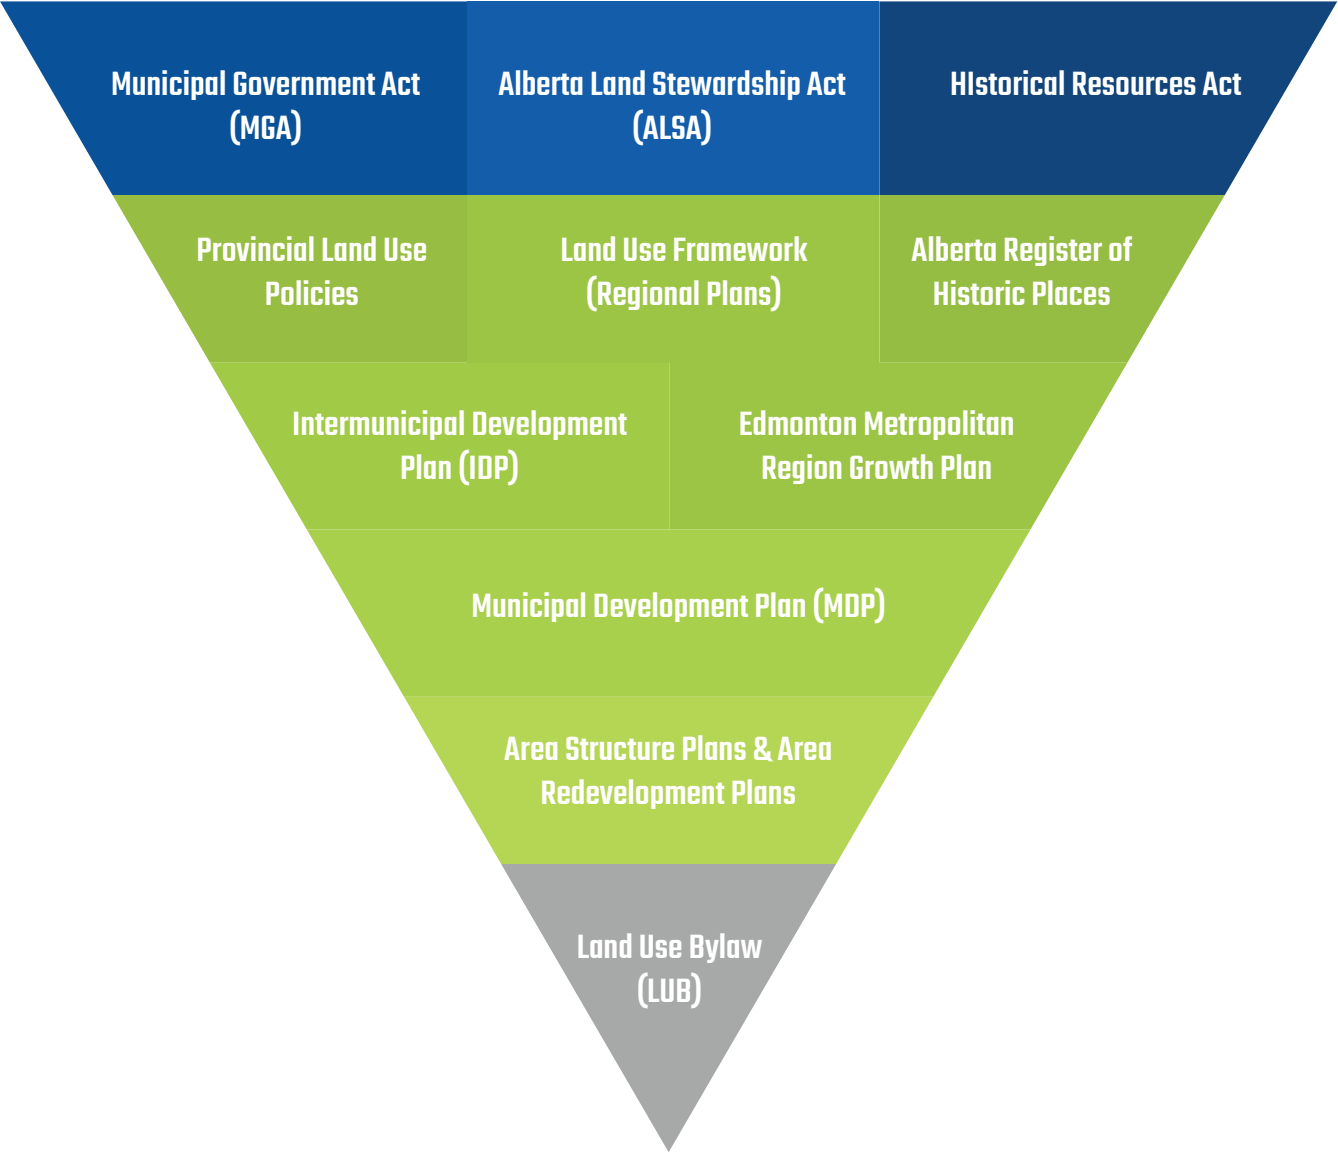 Municipal Government Act
(MGA)
Alberta Land Stewardship Act
(ALSA)
HIstorical Resources Act
Provincial Land Use
Policies
Land Use Framework
(Regional Plans)
Alberta Register of
Historic Places
Intermunicipal Development
Plan (IDP)
Edmonton Metropolitan
Region Growth Plan
Municipal Development Plan (MDP)
Area Structure Plans & Area
Redevelopment Plans
Land Use Bylaw
(LUB)